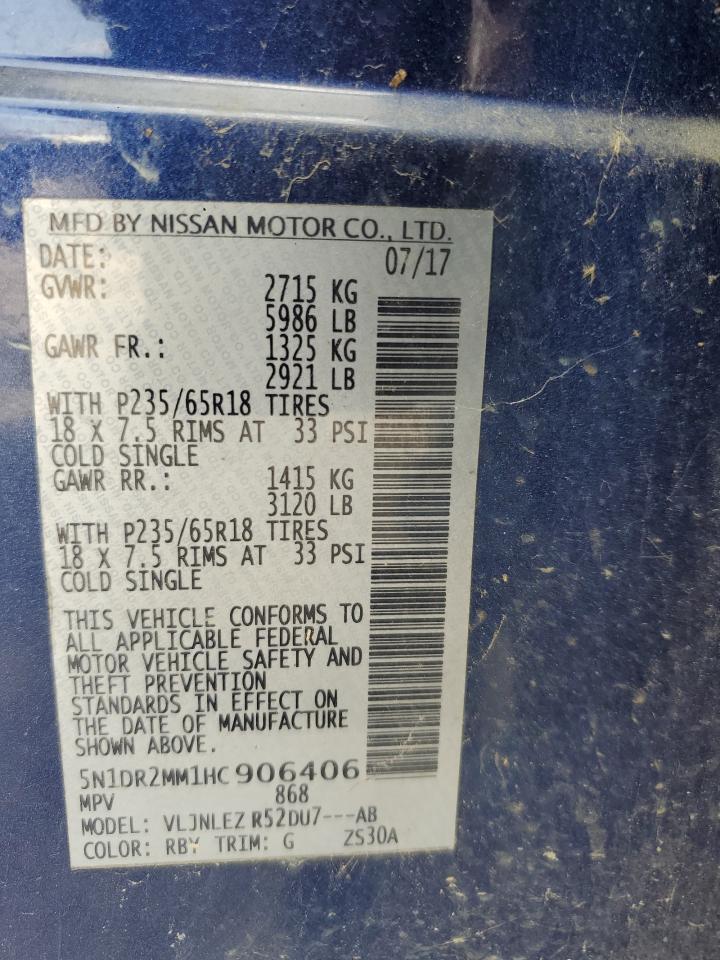 MFD BY NISSAN MOTOR CO., LTD.
DATE: 07/17
GVWR: 2715 KG
5986 LB
GAWR FR.: 1325 KG
2921 LB
WITH P235/65R18 TIRES
18 X 7.5 RIMS AT 33 PSI
COLD SINGLE
GAWR RR.: 1415 KG
3120 LB
WITH P235/65R18 TIRES
18 X 7.5 RIMS AT 33 PSI
COLD SINGLE
THIS VEHICLE CONFORMS TO
ALL APPLICABLE FEDERAL
MOTOR VEHICLE SAFETY AND
THEFT PREVENTION
STANDARDS IN EFFECT ON
THE DATE OF MANUFACTURE
SHOWN ABOVE.
5N1DR2MM1HC906406
MPV 868
MODEL: VLJNLEZ R52DU7---AB
COLOR: RBY TRIM: G ZS30A